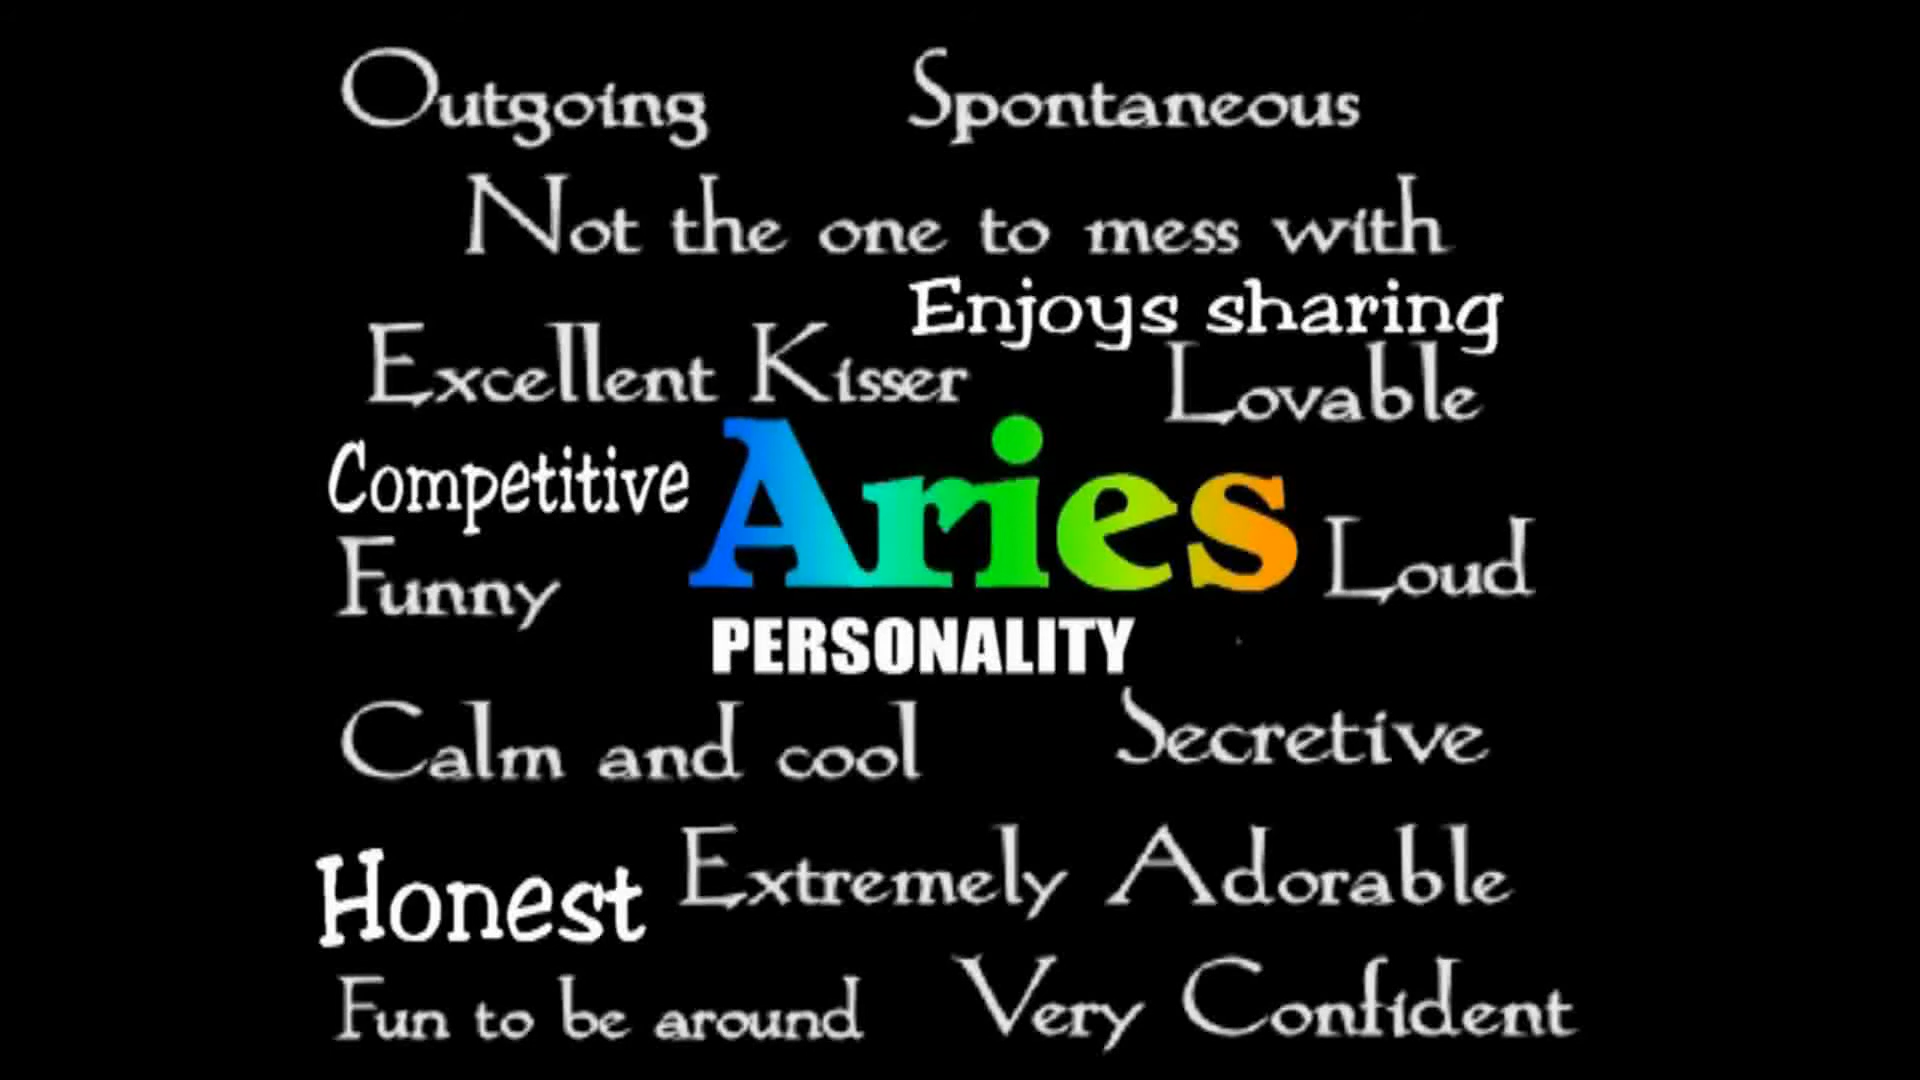 Outgoing Spontaneous
Not the one to mess with
Enjoys sharing
Excellent Kisser Lovable
Competitive Aries
Funny Loud
PERSONALITY
Calm and cool Secretive
Honest Extremely Adorable
Fun to be around Very Confident